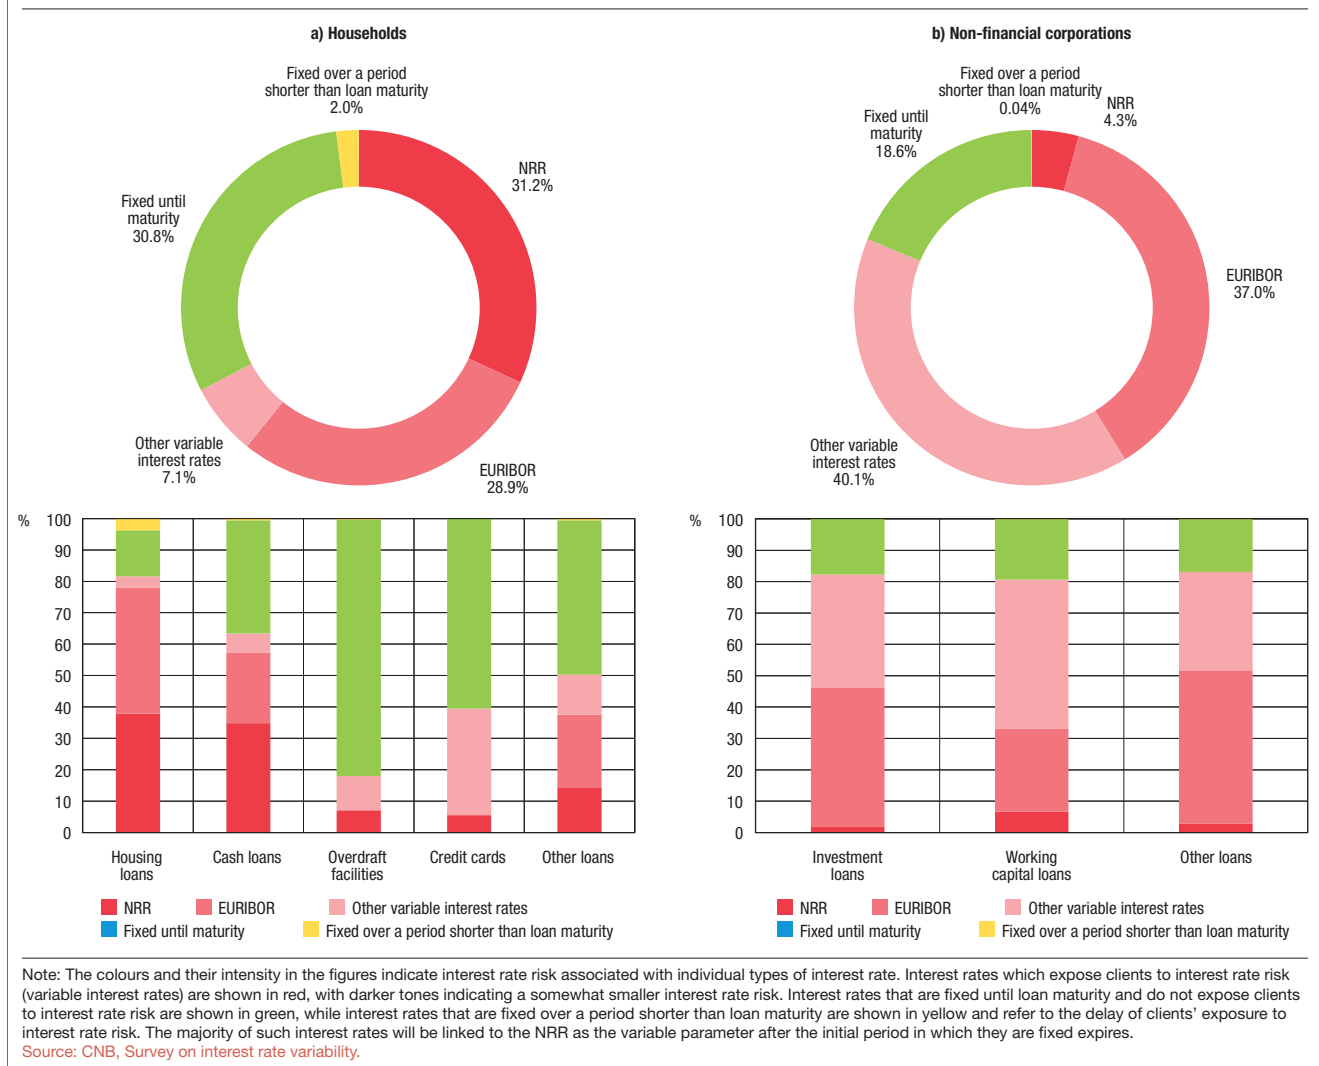 a) Households
Fixed over a period
shorter than loan maturity
2.0%
NRR
31.2%
Fixed until
maturity
30.8%
Other variable
interest rates
7.1%
EURIBOR
28.9%
%
100
90
80
70
60
50
40
30
20
10
0
Housing
loans
Cash loans
Overdraft
facilities
Credit cards
Other loans
NRR
EURIBOR
Other variable interest rates
Fixed until maturity
Fixed over a period shorter than loan maturity
b) Non-financial corporations
Fixed over a period
shorter than loan maturity
0.04%
NRR
4.3%
Fixed until
maturity
18.6%
EURIBOR
37.0%
Other variable
interest rates
40.1%
%
100
90
80
70
60
50
40
30
20
10
0
Investment
loans
Working
capital loans
Other loans
NRR
EURIBOR
Other variable interest rates
Fixed until maturity
Fixed over a period shorter than loan maturity
Note: The colours and their intensity in the figures indicate interest rate risk associated with individual types of interest rate. Interest rates which expose clients to interest rate risk
(variable interest rates) are shown in red, with darker tones indicating a somewhat smaller interest rate risk. Interest rates that are fixed until loan maturity and do not expose clients
to interest rate risk are shown in green, while interest rates that are fixed over a period shorter than loan maturity are shown in yellow and refer to the delay of clients' exposure to
interest rate risk. The majority of such interest rates will be linked to the NRR as the variable parameter after the initial period in which they are fixed expires.
Source: CNB, Survey on interest rate variability.